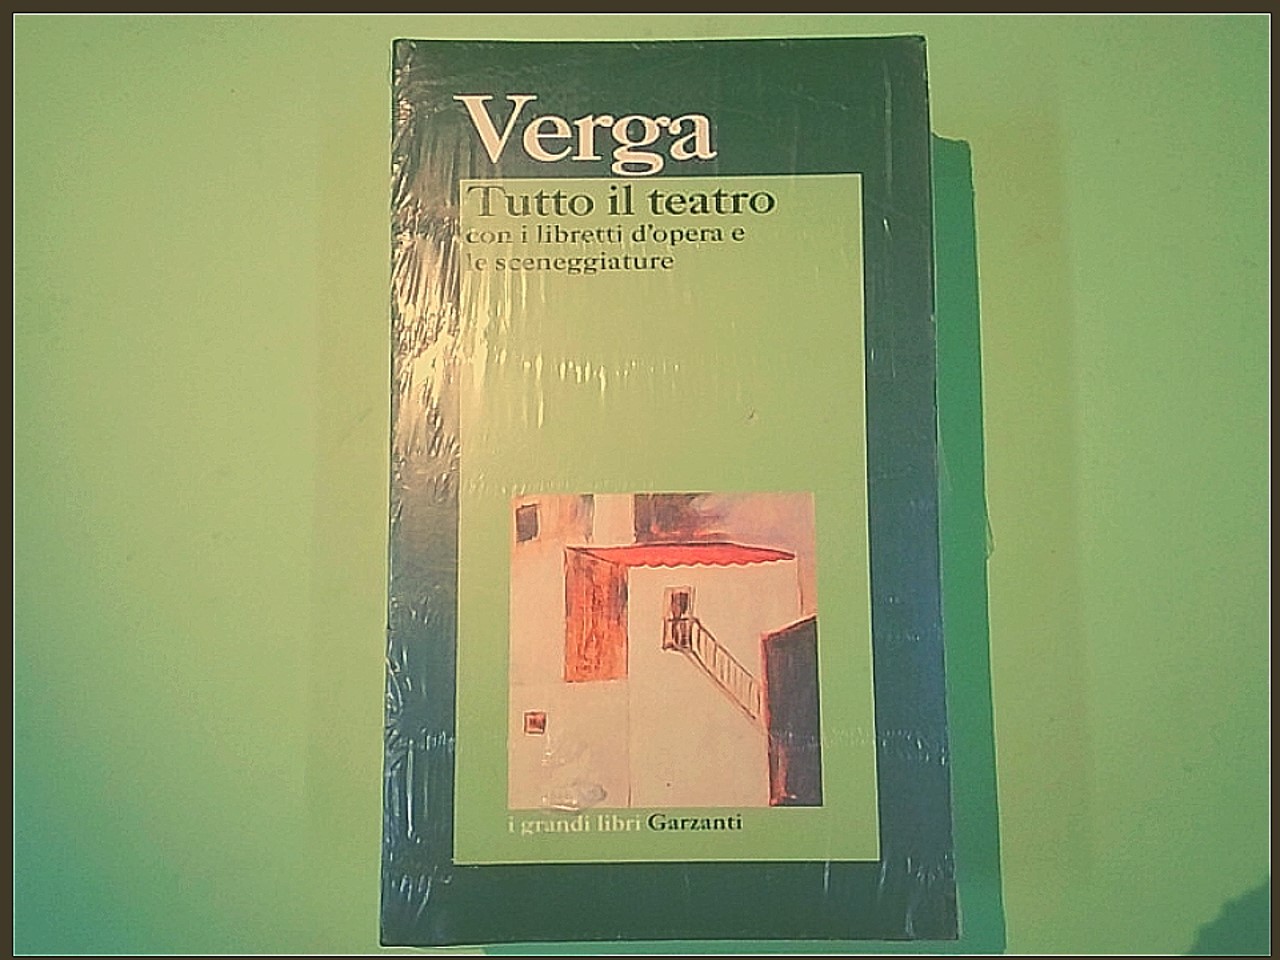 Verga
Tutto il teatro
con i libretti d'opera e
le sceneggiature
i grandi libri Garzanti